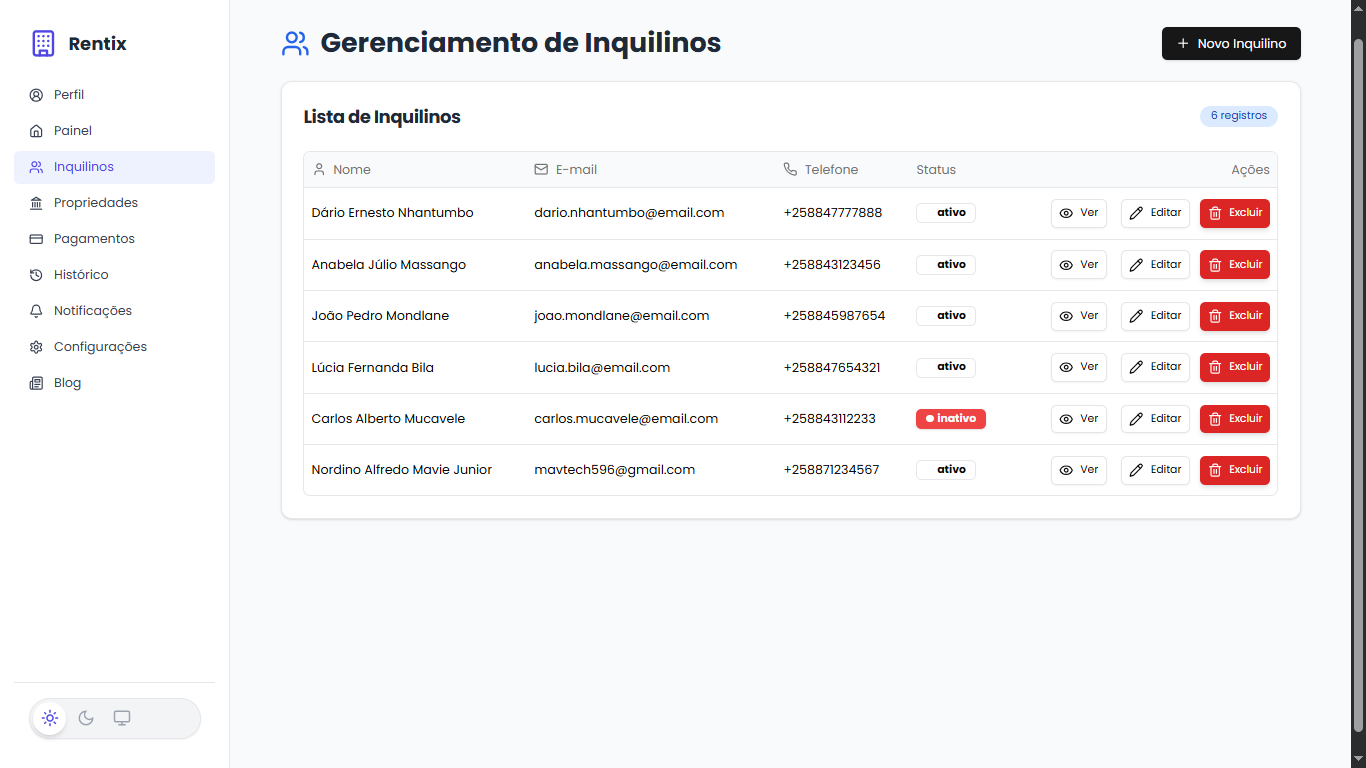 Rentix
Perfil
Painel
Inquilinos
Propriedades
Pagamentos
Histórico
Notificações
Configurações
Blog
Gerenciamento de Inquilinos
+ Novo Inquilino
Lista de Inquilinos
6 registros
Nome E-mail Telefone Status Ações
Dário Ernesto Nhantumbo dario.nhantumbo@email.com +258847777888 ativo Ver Editar Excluir
Anabela Júlio Massango anabela.massango@email.com +258843123456 ativo Ver Editar Excluir
João Pedro Mondlane joao.mondlane@email.com +258845987654 ativo Ver Editar Excluir
Lúcia Fernanda Bila lucia.bila@email.com +258847654321 ativo Ver Editar Excluir
Carlos Alberto Mucavele carlos.mucavele@email.com +258843112233 inativo Ver Editar Excluir
Nordino Alfredo Mavie Junior mavtech596@gmail.com +258871234567 ativo Ver Editar Excluir